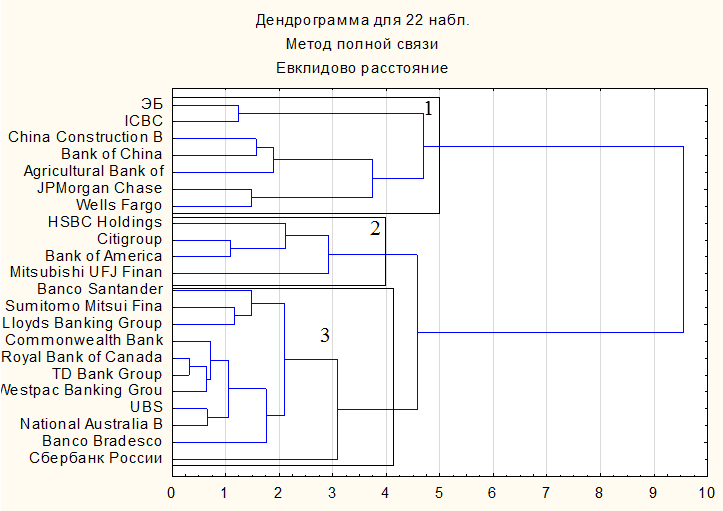 Дендрограмма для 22 набл.
Метод полной связи
Евклидово расстояние
ЭБ
ICBC
China Construction B
Bank of China
Agricultural Bank of
JPMorgan Chase
Wells Fargo
HSBC Holdings
Citigroup
Bank of America
Mitsubishi UFJ Finan
Banco Santander
Sumitomo Mitsui Fina
Lloyds Banking Group
Commonwealth Bank
Royal Bank of Canada
TD Bank Group
Westpac Banking Grou
UBS
National Australia B
Banco Bradesco
Сбербанк России
1
2
3
0 1 2 3 4 5 6 7 8 9 10